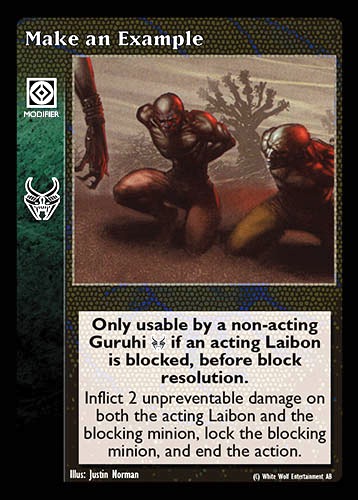 Make an Example
MODIFIER
Only usable by a non-acting
Guruhi if an acting Laibon
is blocked, before block
resolution.
Inflict 2 unpreventable damage on
both the acting Laibon and the
blocking minion, lock the blocking
minion, and end the action.
Illus: Justin Norman
(C) White Wolf Entertainment AB